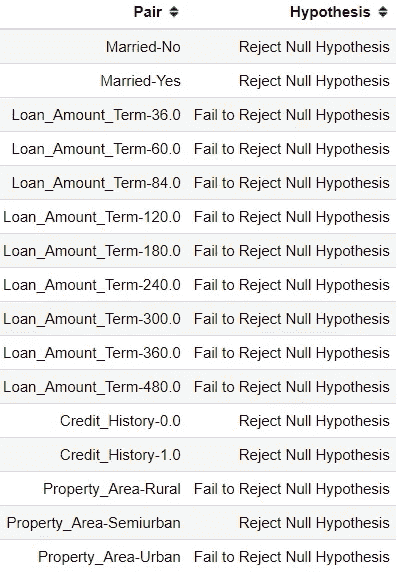 Pair Hypothesis
Married-No Reject Null Hypothesis
Married-Yes Reject Null Hypothesis
Loan_Amount_Term-36.0 Fail to Reject Null Hypothesis
Loan_Amount_Term-60.0 Fail to Reject Null Hypothesis
Loan_Amount_Term-84.0 Fail to Reject Null Hypothesis
Loan_Amount_Term-120.0 Fail to Reject Null Hypothesis
Loan_Amount_Term-180.0 Fail to Reject Null Hypothesis
Loan_Amount_Term-240.0 Fail to Reject Null Hypothesis
Loan_Amount_Term-300.0 Fail to Reject Null Hypothesis
Loan_Amount_Term-360.0 Fail to Reject Null Hypothesis
Loan_Amount_Term-480.0 Fail to Reject Null Hypothesis
Credit_History-0.0 Reject Null Hypothesis
Credit_History-1.0 Reject Null Hypothesis
Property_Area-Rural Fail to Reject Null Hypothesis
Property_Area-Semiurban Reject Null Hypothesis
Property_Area-Urban Fail to Reject Null Hypothesis